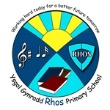 Working hard today for a better future tomorrow
RHOS
Ysgol Gynradd Rhos Primary School